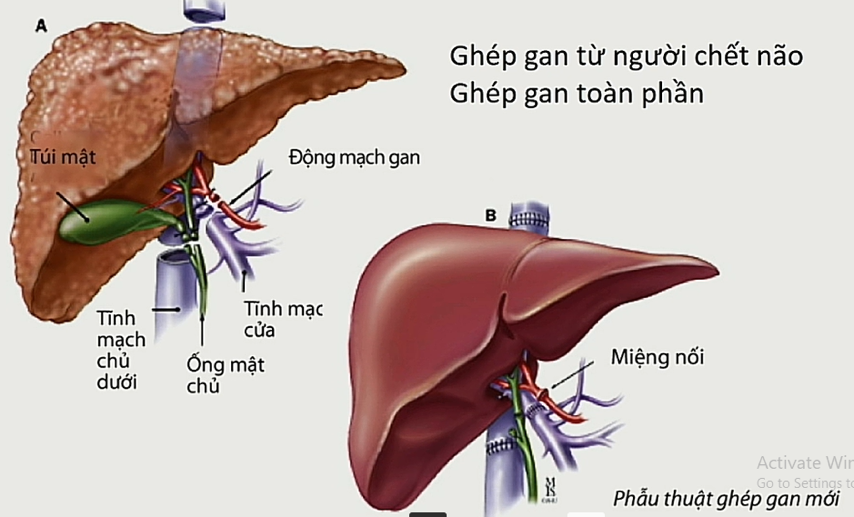 A
Ghép gan từ người chết não
Ghép gan toàn phần
Túi mật
Động mạch gan
B
Tĩnh
mạch
chủ
dưới
Ống mật
chủ
Tĩnh mạc
cửa
Miệng nối
Activate Win
Go to Settings to
Phẫu thuật ghép gan mới